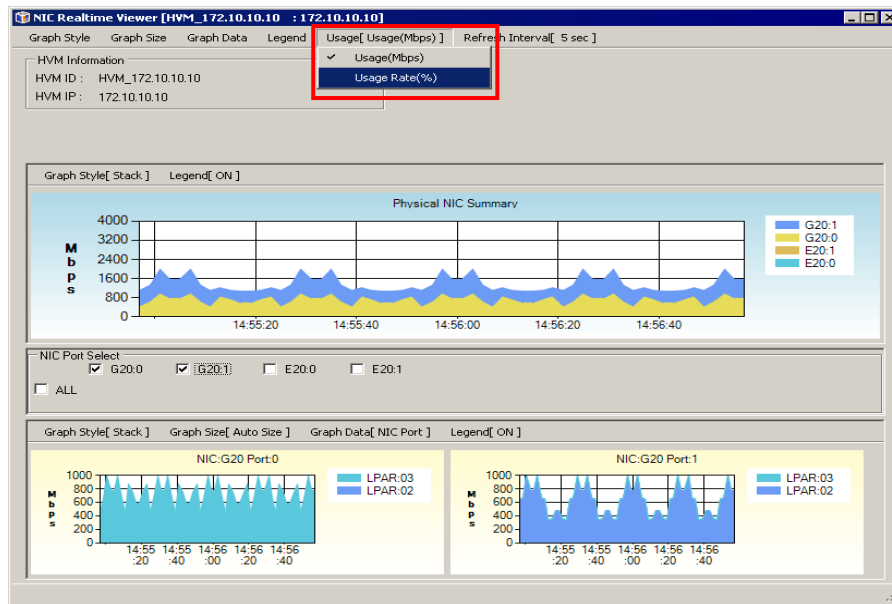 NIC Realtime Viewer [HVM_172.10.10.10 : 172.10.10.10]
Graph Style Graph Size Graph Data Legend Usage[ Usage(Mbps) ] Refresh Interval[ 5 sec ]
Usage(Mbps)
Usage Rate(%)
HVM Information
HVM ID : HVM_172.10.10.10
HVM IP : 172.10.10.10
Graph Style[ Stack ] Legend[ ON ]
Physical NIC Summary
Mbps
4000
3200
2400
1600
800
0
14:55:20 14:55:40 14:56:00 14:56:20 14:56:40
G20:1
G20:0
E20:1
E20:0
NIC Port Select
G20:0 G20:1 E20:0 E20:1
ALL
Graph Style[ Stack ] Graph Size[ Auto Size ] Graph Data[ NIC Port ] Legend[ ON ]
NIC:G20 Port:0
Mbps
1000
800
600
400
200
0
14:55 14:55 14:56 14:56 14:56
:20 :40 :00 :20 :40
LPAR:03
LPAR:02
NIC:G20 Port:1
Mbps
1000
800
600
400
200
0
14:55 14:55 14:56 14:56 14:56
:20 :40 :00 :20 :40
LPAR:03
LPAR:02